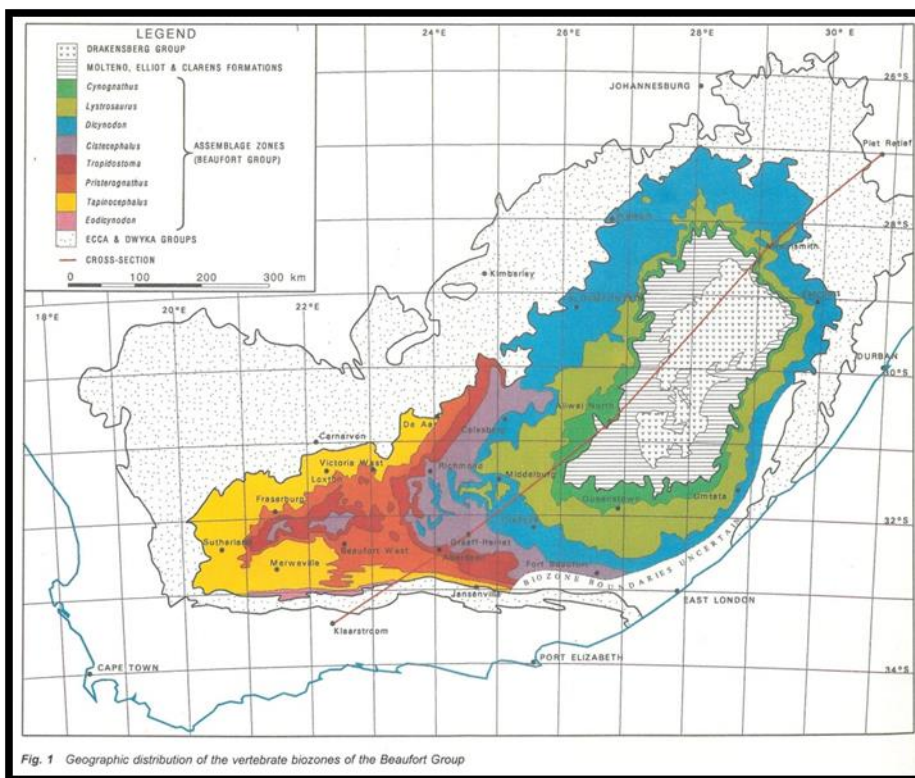 LEGEND
DRAKENSBERG GROUP
MOLTENO, ELLIOT & CLARENS FORMATIONS
Cynognathus
Lystrosaurus
Dicynodon
Cistecephalus
Tropidostoma
Pristerognathus
Tapinocephalus
Eodicynodon
ASSEMBLAGE ZONES
(BEAUFORT GROUP)
ECCA & DWYKA GROUPS
CROSS-SECTION
0 100 200 300 km
24°E 26°E 28°E 30°E
26°S
JOHANNESBURG
Piet Retief
28°S
Kimberley
18°E 20°E 22°E
DURBAN
30°S
Aliwal North
De Aar
Colesberg
Carnarvon
Victoria West
Richmond
Loxton
Middelburg
Queenstown
Umtata
Fraserburg
32°S
Sutherland
Beaufort West
Graaff-Reinet
Merweville
Fort Beaufort
BIOZONE BOUNDARIES UNCERTAIN
Jansenville
EAST LONDON
Klaarstroom
PORT ELIZABETH
CAPE TOWN
34°S
Fig. 1 Geographic distribution of the vertebrate biozones of the Beaufort Group